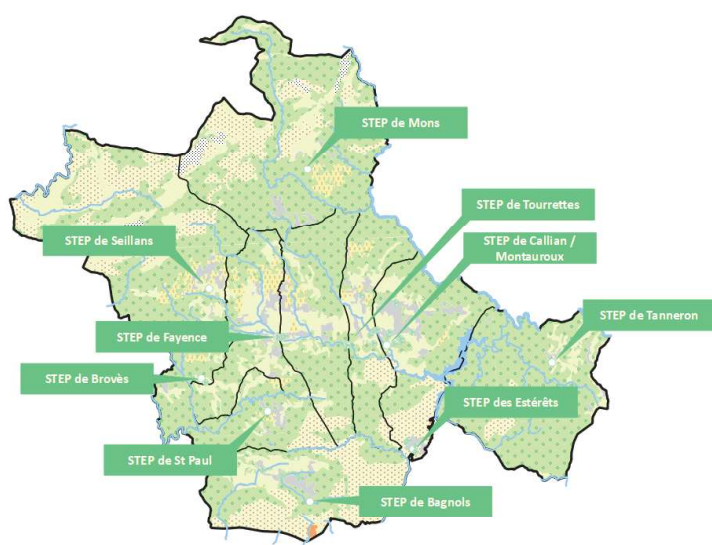 STEP de Mons
STEP de Tourrettes
STEP de Seillans
STEP de Callian /
Montauroux
STEP de Tanneron
STEP de Fayence
STEP de Brovès
STEP des Estérêts
STEP de St Paul
STEP de Bagnols